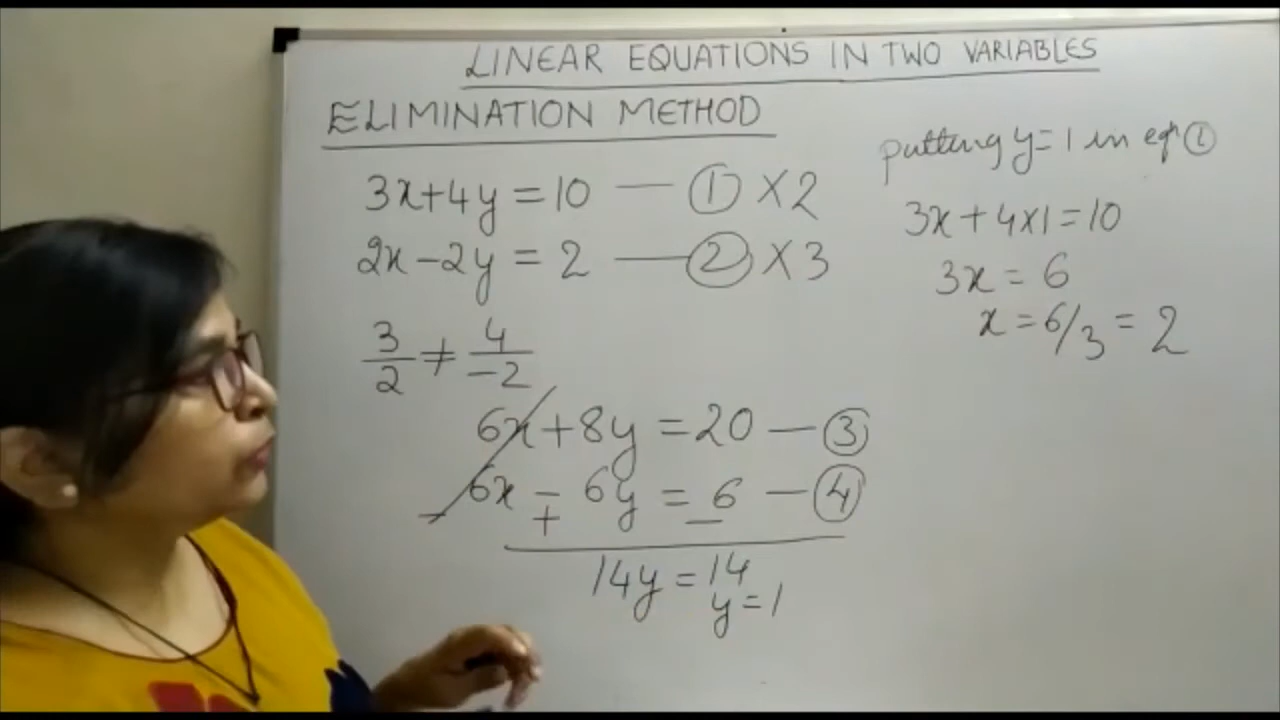 LINEAR EQUATIONS IN TWO VARIABLES
ELIMINATION METHOD
3x+4y=10 — ① ×2
2x-2y=2 — ② ×3
3/2 ≠ 4/-2
6x+8y=20 — ③
6x-6y=6 — ④
- + -
14y=14
y=1
putting y=1 in eqn ①
3x+4×1=10
3x=6
x=6/3=2